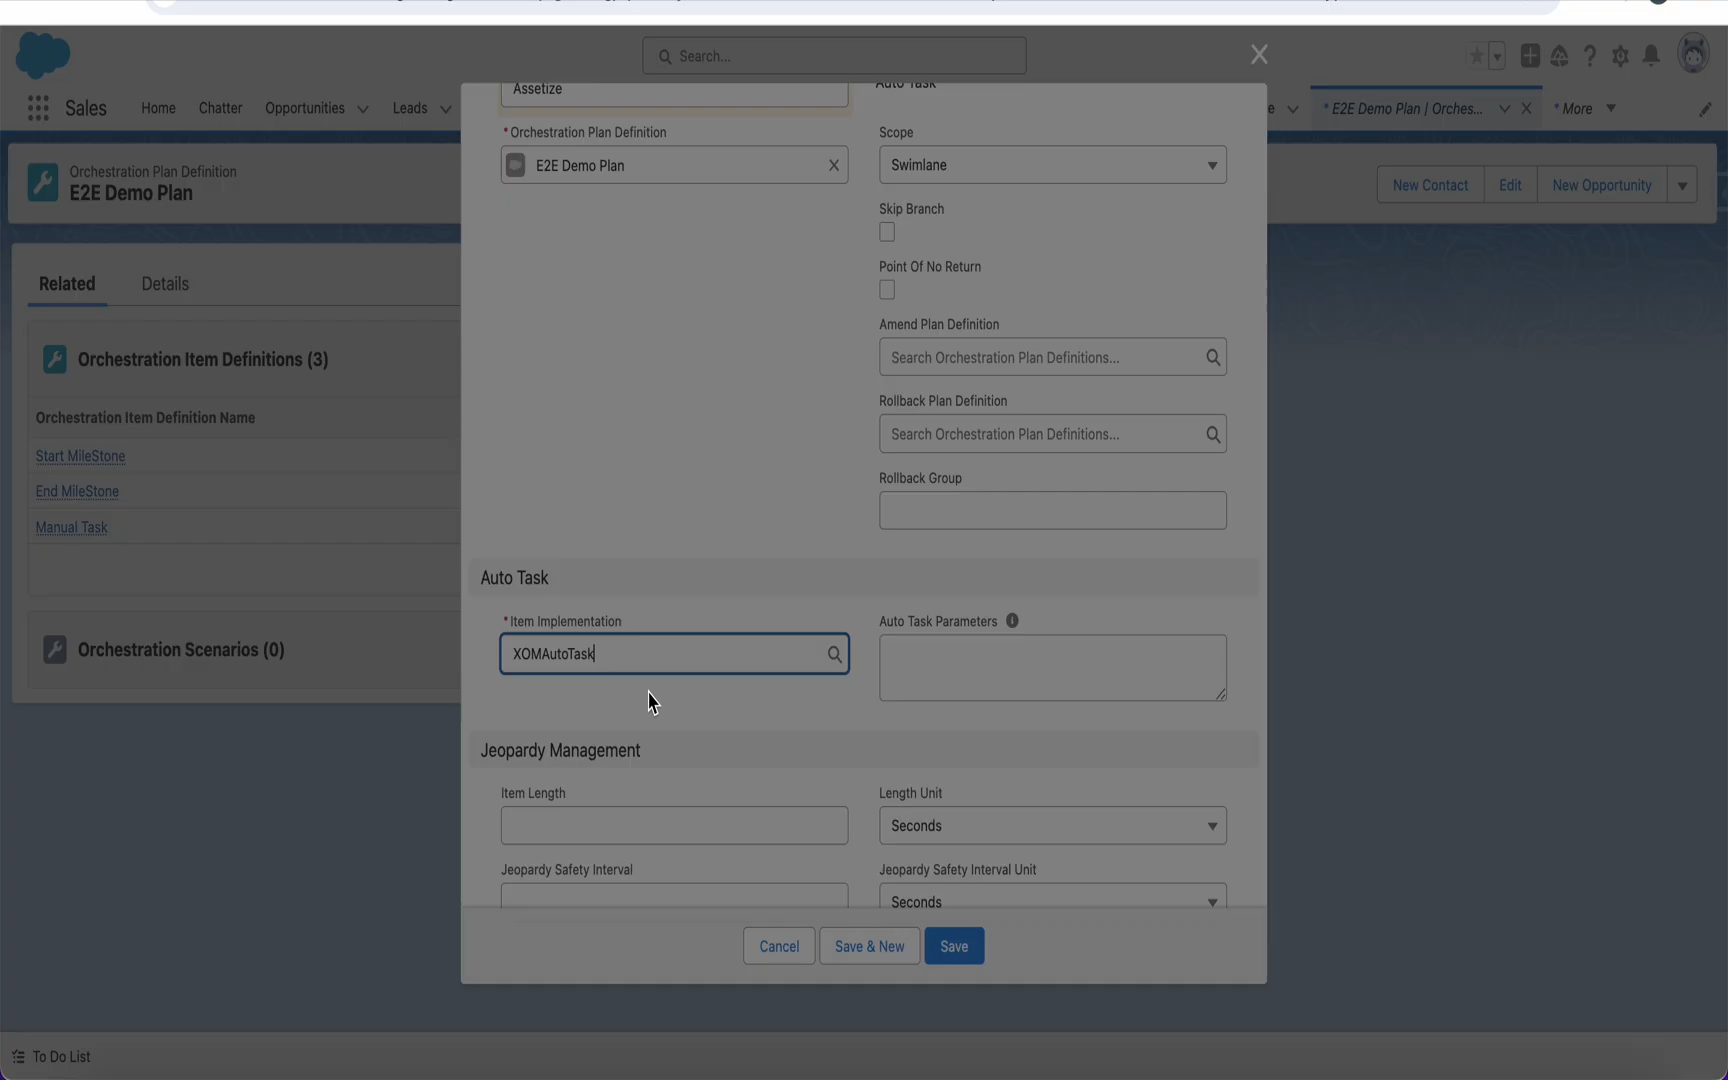 Search...
Sales
Home
Chatter
Opportunities
Leads
e
* E2E Demo Plan | Orches...
* More
Orchestration Plan Definition
E2E Demo Plan
New Contact
Edit
New Opportunity
Related
Details
Orchestration Item Definitions (3)
Orchestration Item Definition Name
Start MileStone
End MileStone
Manual Task
Orchestration Scenarios (0)
Assetize
Auto Task
*Orchestration Plan Definition
E2E Demo Plan
Scope
Swimlane
Skip Branch
Point Of No Return
Amend Plan Definition
Search Orchestration Plan Definitions...
Rollback Plan Definition
Search Orchestration Plan Definitions...
Rollback Group
Auto Task
*Item Implementation
XOMAutoTask
Auto Task Parameters
Jeopardy Management
Item Length
Length Unit
Seconds
Jeopardy Safety Interval
Jeopardy Safety Interval Unit
Seconds
Cancel
Save & New
Save
To Do List